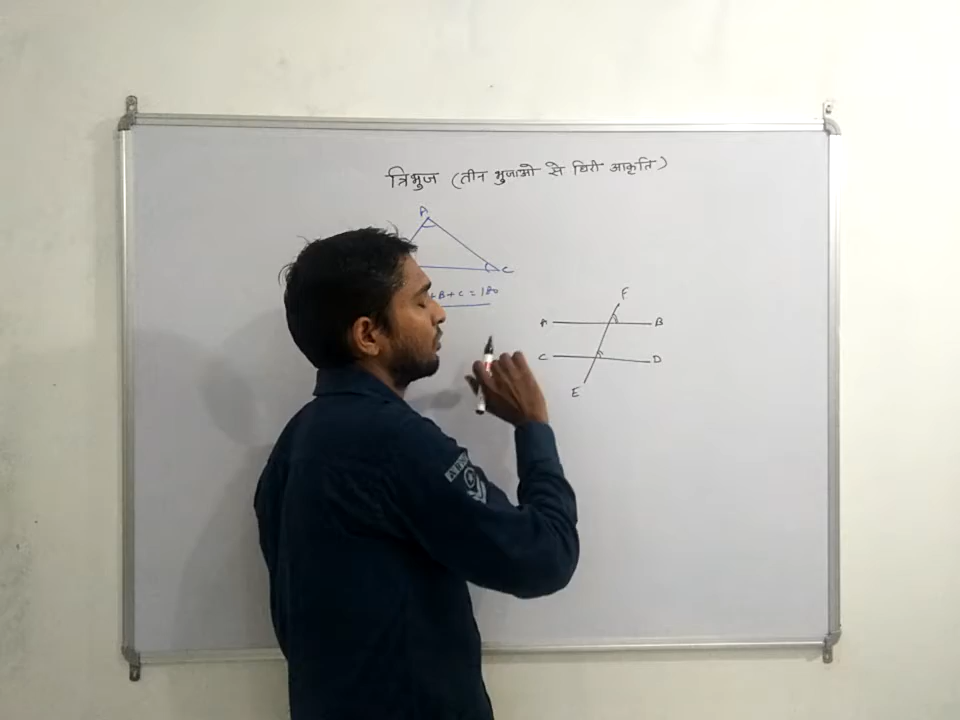 त्रिभुज (तीन भुजाओ से घिरी आकृति)
A
C
+B+C = 180
F
A B
C D
E